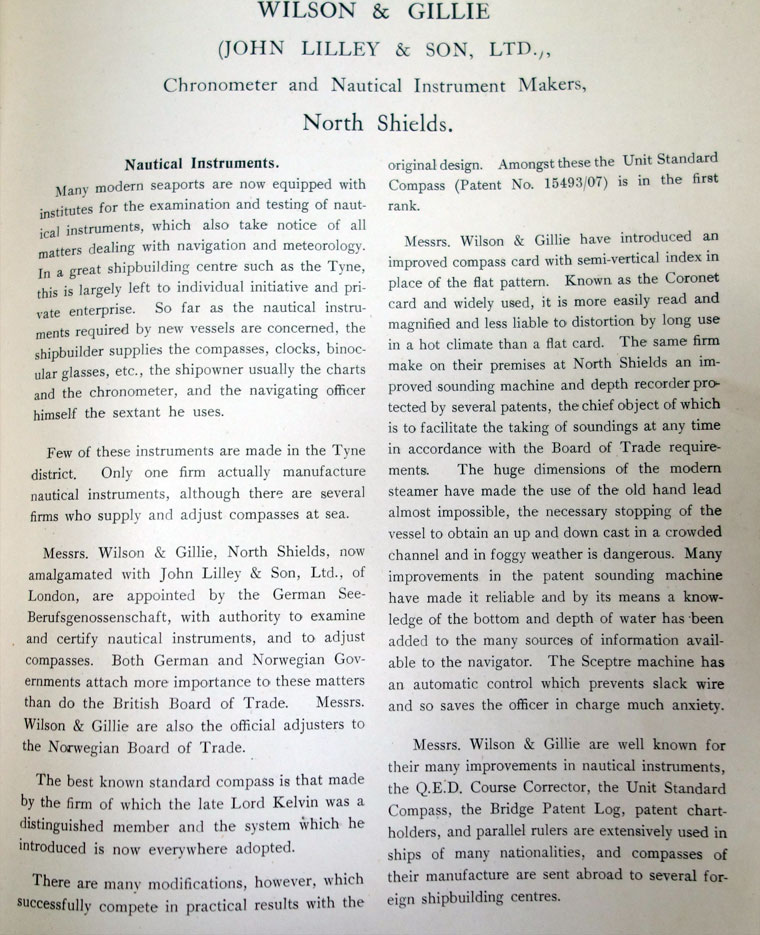 WILSON & GILLIE
(JOHN LILLEY & SON, LTD.),
Chronometer and Nautical Instrument Makers,
North Shields.
Nautical Instruments.
Many modern seaports are now equipped with
institutes for the examination and testing of naut-
ical instruments, which also take notice of all
matters dealing with navigation and meteorology.
In a great shipbuilding centre such as the Tyne,
this is largely left to individual initiative and pri-
vate enterprise. So far as the nautical instru-
ments required by new vessels are concerned, the
shipbuilder supplies the compasses, clocks, binoc-
ular glasses, etc., the shipowner usually the charts
and the chronometer, and the navigating officer
himself the sextant he uses.
Few of these instruments are made in the Tyne
district. Only one firm actually manufacture
nautical instruments, although there are several
firms who supply and adjust compasses at sea.
Messrs. Wilson & Gillie, North Shields, now
amalgamated with John Lilley & Son, Ltd., of
London, are appointed by the German See-
Berufsgenossenschaft, with authority to examine
and certify nautical instruments, and to adjust
compasses. Both German and Norwegian Gov-
ernments attach more importance to these matters
than do the British Board of Trade. Messrs.
Wilson & Gillie are also the official adjusters to
the Norwegian Board of Trade.
The best known standard compass is that made
by the firm of which the late Lord Kelvin was a
distinguished member and the system which he
introduced is now everywhere adopted.
There are many modifications, however, which
successfully compete in practical results with the
original design. Amongst these the Unit Standard
Compass (Patent No. 15493/07) is in the first
rank.
Messrs. Wilson & Gillie have introduced an
improved compass card with semi-vertical index in
place of the flat pattern. Known as the Coronet
card and widely used, it is more easily read and
magnified and less liable to distortion by long use
in a hot climate than a flat card. The same firm
make on their premises at North Shields an im-
proved sounding machine and depth recorder pro-
tected by several patents, the chief object of which
is to facilitate the taking of soundings at any time
in accordance with the Board of Trade require-
ments. The huge dimensions of the modern
steamer have made the use of the old hand lead
almost impossible, the necessary stopping of the
vessel to obtain an up and down cast in a crowded
channel and in foggy weather is dangerous. Many
improvements in the patent sounding machine
have made it reliable and by its means a know-
ledge of the bottom and depth of water has been
added to the many sources of information avail-
able to the navigator. The Sceptre machine has
an automatic control which prevents slack wire
and so saves the officer in charge much anxiety.
Messrs. Wilson & Gillie are well known for
their many improvements in nautical instruments,
the Q.E.D. Course Corrector, the Unit Standard
Compass, the Bridge Patent Log, patent chart-
holders, and parallel rulers are extensively used in
ships of many nationalities, and compasses of
their manufacture are sent abroad to several for-
eign shipbuilding centres.